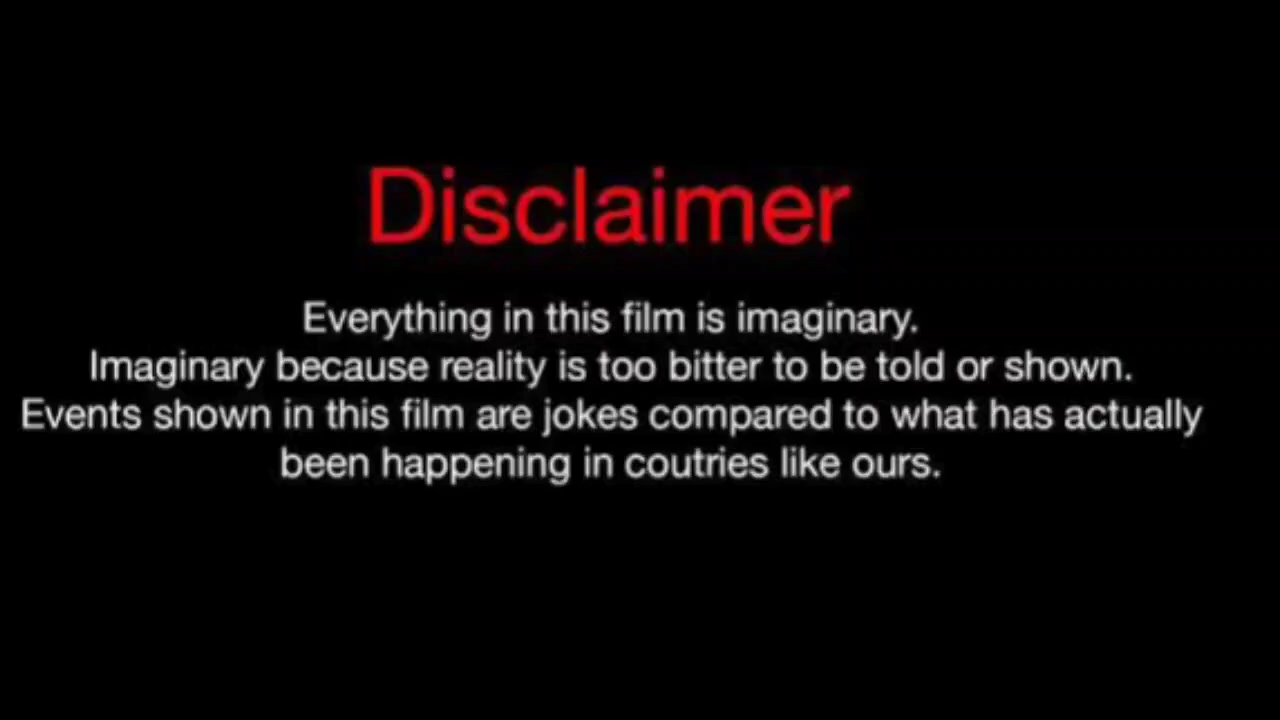 Disclaimer
Everything in this film is imaginary.
Imaginary because reality is too bitter to be told or shown.
Events shown in this film are jokes compared to what has actually
been happening in coutries like ours.